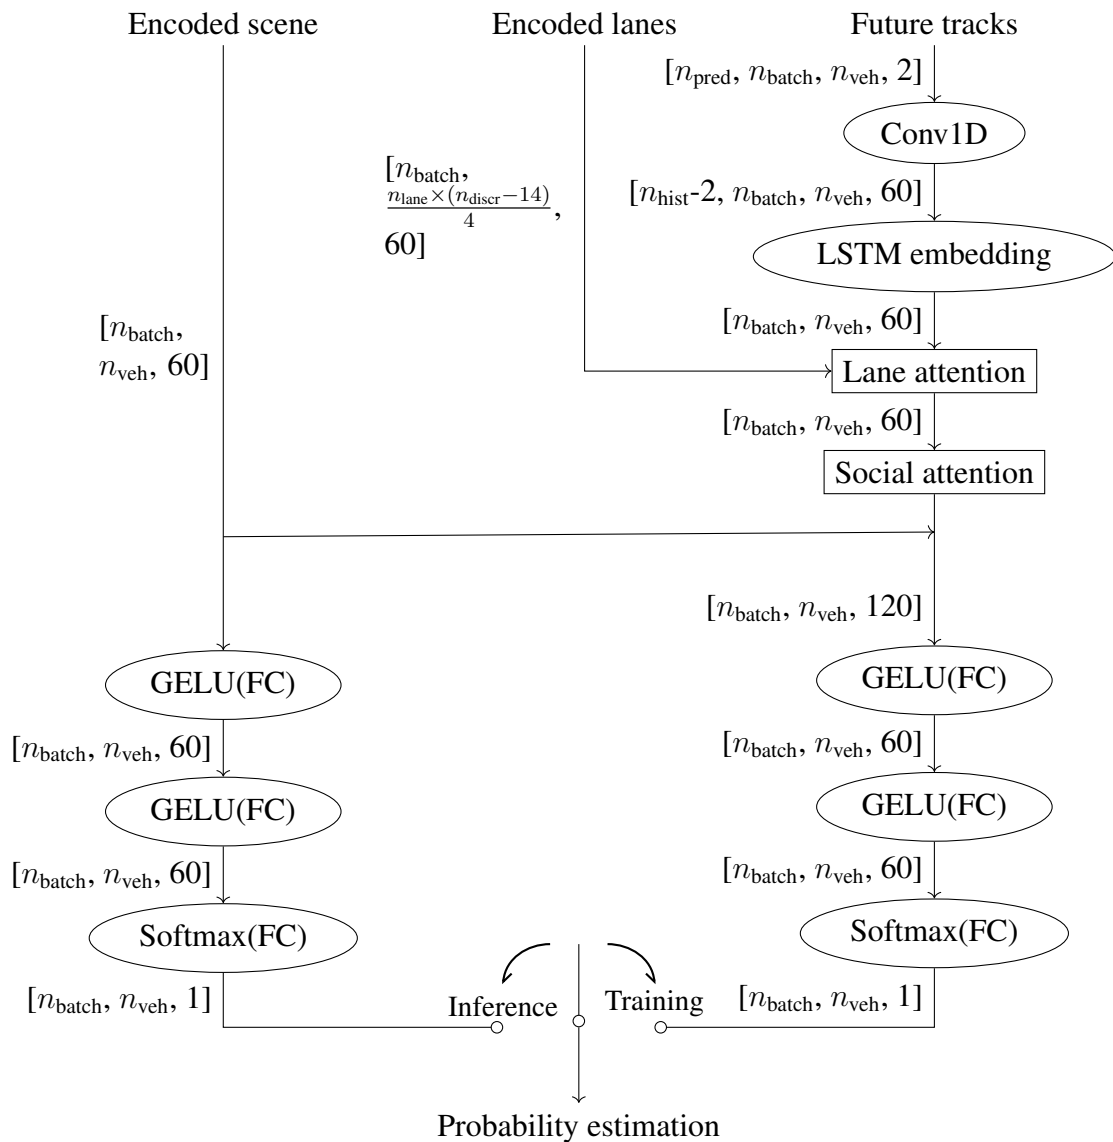 Encoded scene
Encoded lanes
Future tracks
[n_pred, n_batch, n_veh, 2]
Conv1D
[n_batch,
n_lane×(n_discr−14)/4,
60]
[n_hist-2, n_batch, n_veh, 60]
LSTM embedding
[n_batch, n_veh, 60]
[n_batch,
n_veh, 60]
Lane attention
[n_batch, n_veh, 60]
Social attention
[n_batch, n_veh, 120]
GELU(FC)
GELU(FC)
[n_batch, n_veh, 60]
[n_batch, n_veh, 60]
GELU(FC)
GELU(FC)
[n_batch, n_veh, 60]
[n_batch, n_veh, 60]
Softmax(FC)
Softmax(FC)
[n_batch, n_veh, 1]
Inference
Training
[n_batch, n_veh, 1]
Probability estimation